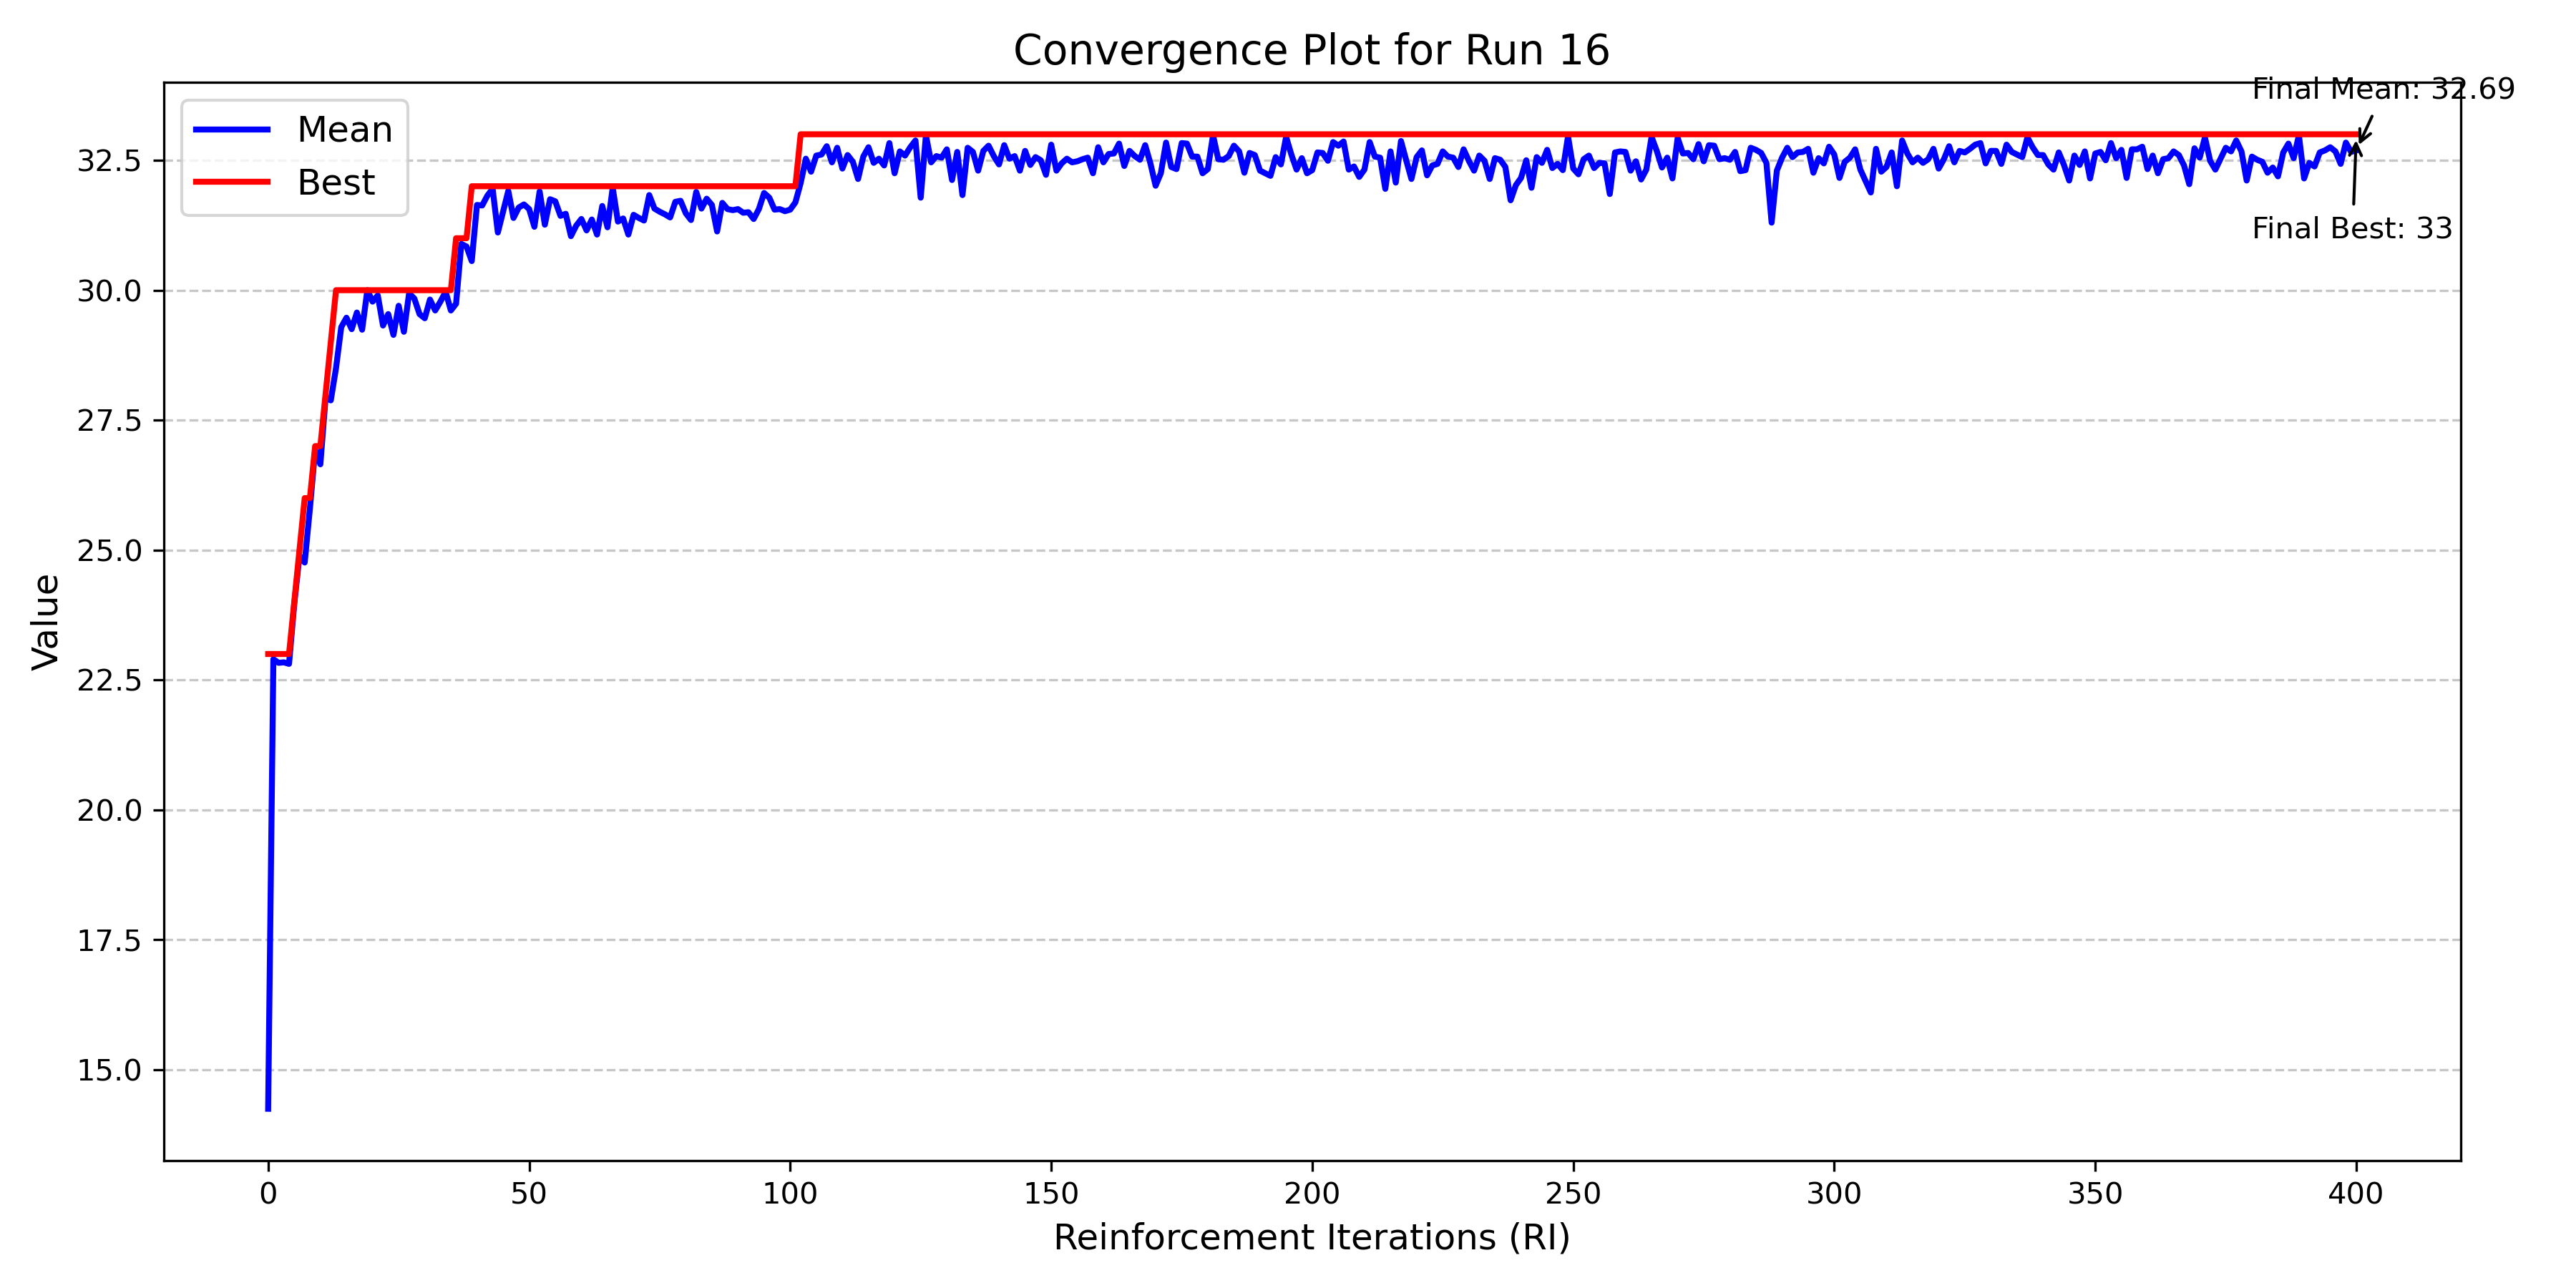 Convergence Plot for Run 16
Final Mean: 32.69
Mean
Best
Final Best: 33
Value
32.5
30.0
27.5
25.0
22.5
20.0
17.5
15.0
0 50 100 150 200 250 300 350 400
Reinforcement Iterations (RI)